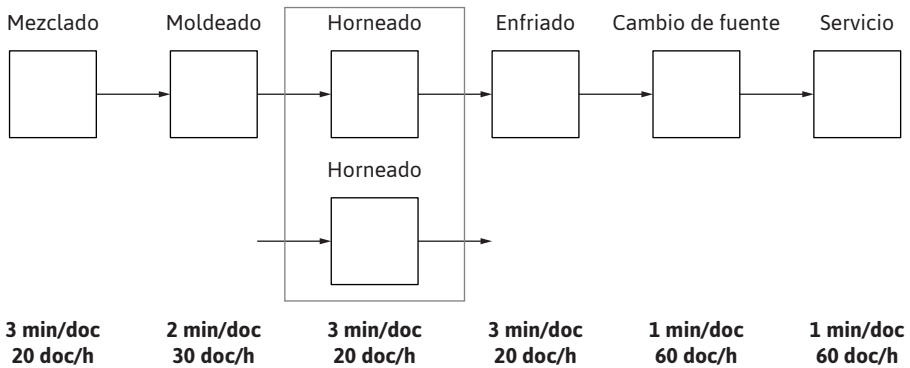 Mezclado Moldeado Horneado Enfriado Cambio de fuente Servicio
Horneado
3 min/doc 2 min/doc 3 min/doc 3 min/doc 1 min/doc 1 min/doc
20 doc/h 30 doc/h 20 doc/h 20 doc/h 60 doc/h 60 doc/h